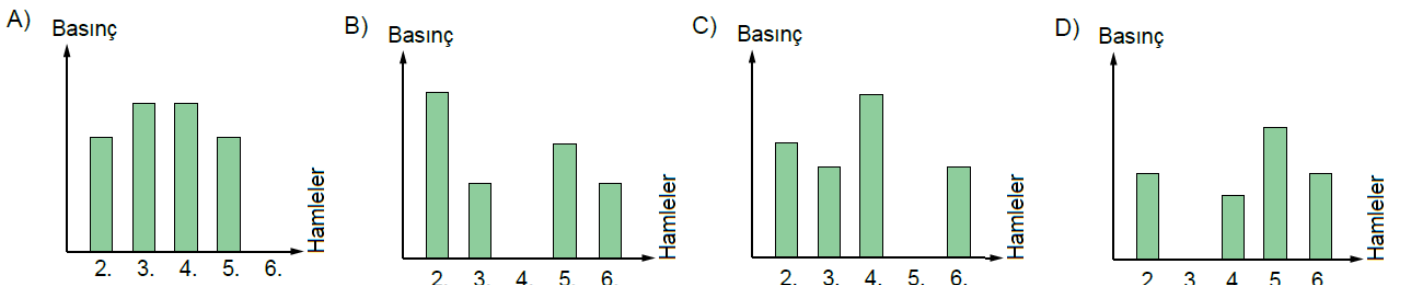 A)
Basınç
Hamleler
2. 3. 4. 5. 6.
B)
Basınç
Hamleler
2. 3. 4. 5. 6.
C)
Basınç
Hamleler
2. 3. 4. 5. 6.
D)
Basınç
Hamleler
2 3 4 5 6